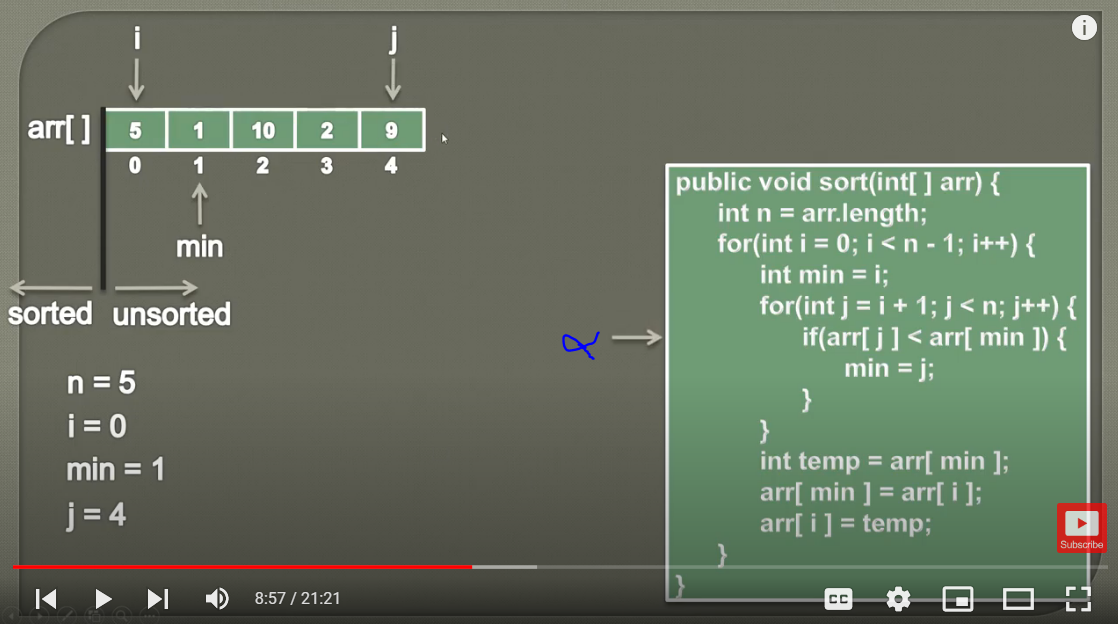 i
j
arr[ ] 5 1 10 2 9
0 1 2 3 4
min
sorted unsorted
n = 5
i = 0
min = 1
j = 4
public void sort(int[ ] arr) {
int n = arr.length;
for(int i = 0; i < n - 1; i++) {
int min = i;
for(int j = i + 1; j < n; j++) {
if(arr[ j ] < arr[ min ]) {
min = j;
}
}
int temp = arr[ min ];
arr[ min ] = arr[ i ];
arr[ i ] = temp;
}
}
Subscribe
8:57 / 21:21
CC